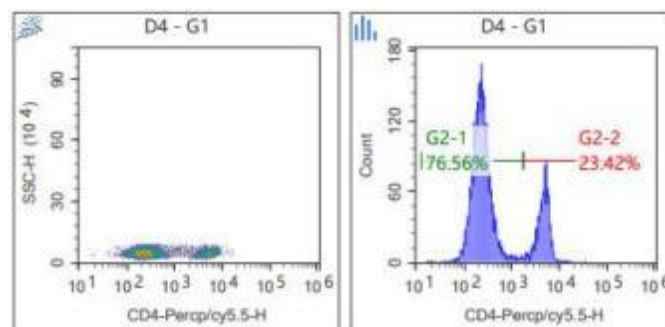 D4 - G1
SSC-H (10 4)
90
60
30
0
10 1 10 2 10 3 10 4 10 5 10 6
CD4-Percp/cy5.5-H
D4 - G1
Count
180
120
60
0
G2-1 G2-2
76.56% 23.42%
10 1 10 2 10 3 10 4 10 5 10 6
CD4-Percp/cy5.5-H